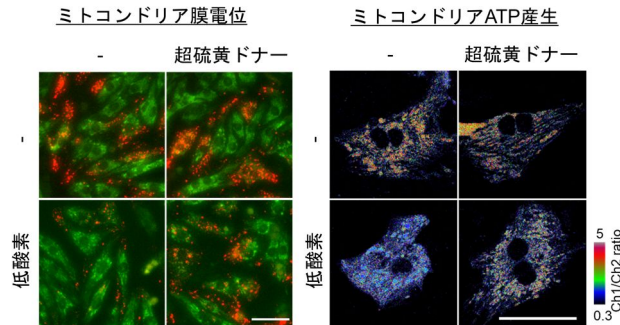 ミトコンドリア膜電位
ミトコンドリアATP産生
-
超硫黄ドナー
-
超硫黄ドナー
-
-
低酸素
低酸素
5
0.3
Ch1/Ch2 ratio